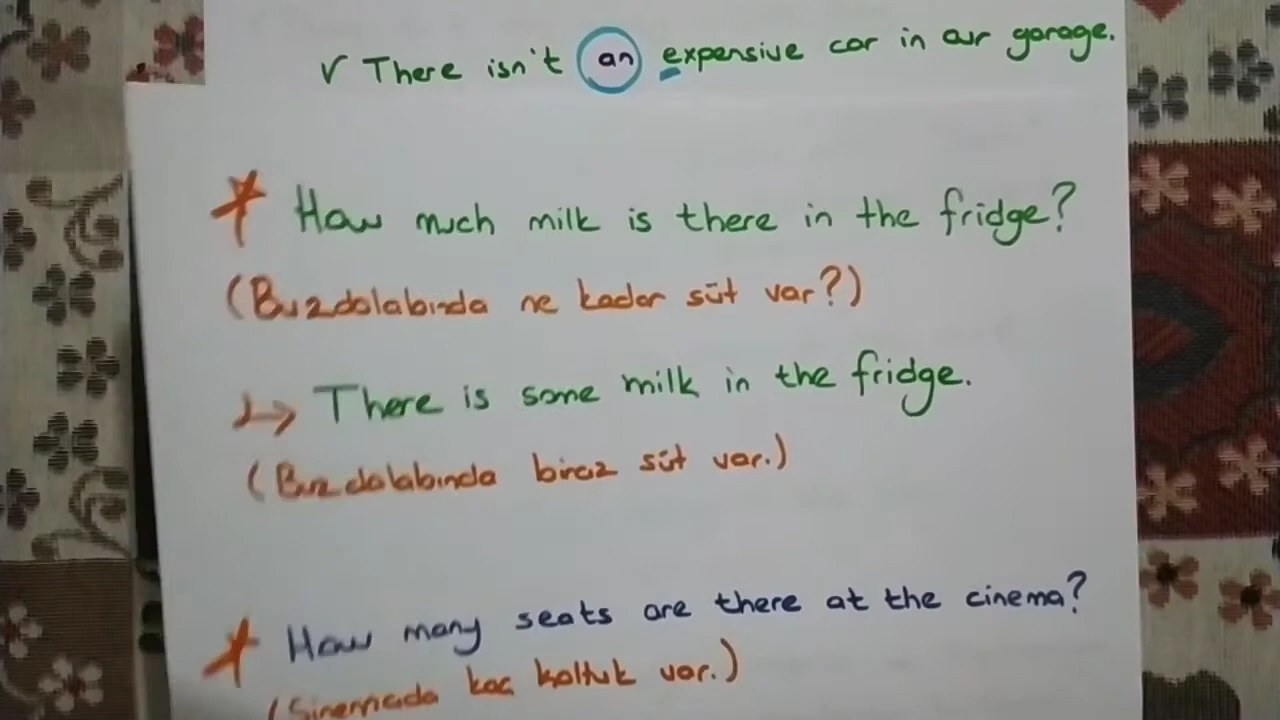 √ There isn't an expensive car in our garage.
* How much milk is there in the fridge?
(Buzdolabında ne kadar süt var?)
↳ There is some milk in the fridge.
(Buzdolabında biraz süt var.)
* How many seats are there at the cinema?
(Sinemada kaç koltuk var.)